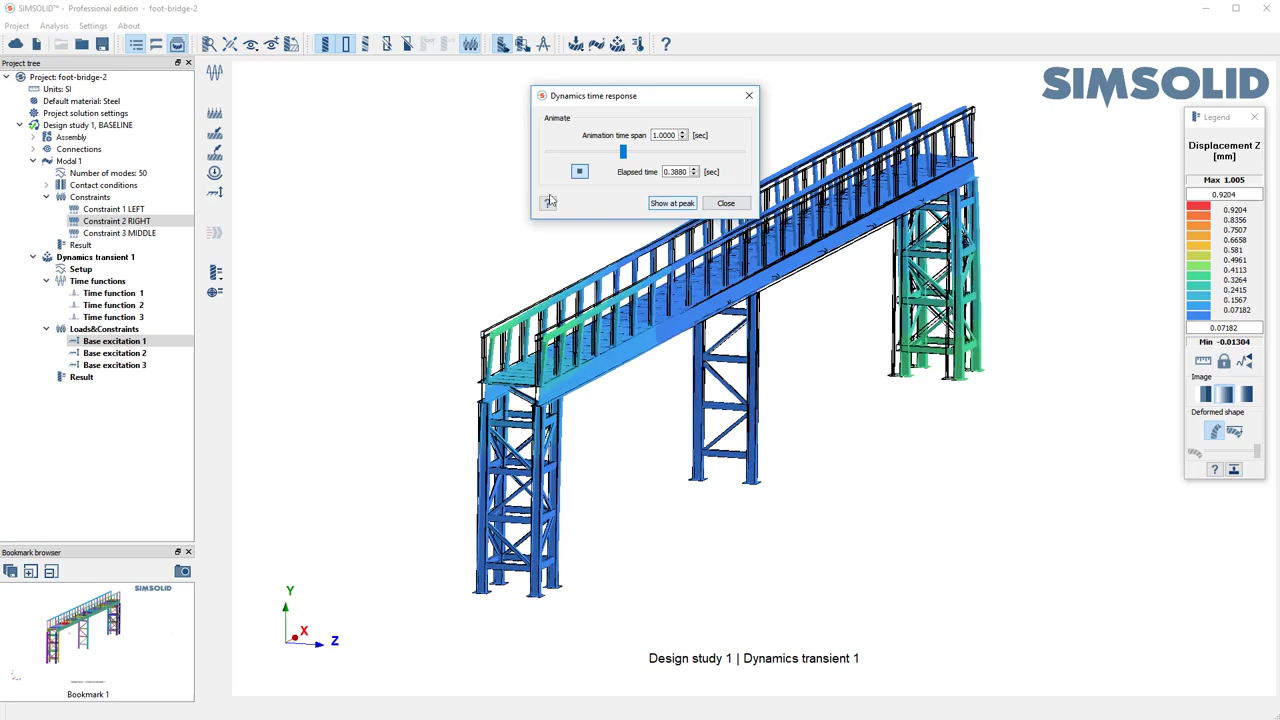 SIMSOLID™ - Professional edition - foot-bridge-2
Project Analysis Settings About
Project tree
Project: foot-bridge-2
Units: SI
Default material: Steel
Project solution settings
Design study 1, BASELINE
Assembly
Connections
Modal 1
Number of modes: 50
Contact conditions
Constraints
Constraint 1 LEFT
Constraint 2 RIGHT
Constraint 3 MIDDLE
Result
Dynamics transient 1
Setup
Time functions
Time function 1
Time function 2
Time function 3
Loads&Constraints
Base excitation 1
Base excitation 2
Base excitation 3
Result
Bookmark browser
SIMSOLID
Bookmark 1
Dynamics time response
Animate
Animation time span 1.0000 [sec]
Elapsed time 0.3880 [sec]
?
Show at peak Close
SIMSOLID
Legend
Displacement Z
[mm]
Max 1.005
0.9204
0.9204
0.8356
0.7507
0.6658
0.581
0.4961
0.4113
0.3264
0.2415
0.1567
0.07182
0.07182
Min -0.01304
Image
Deformed shape
?
Y
X
Z
Design study 1 | Dynamics transient 1